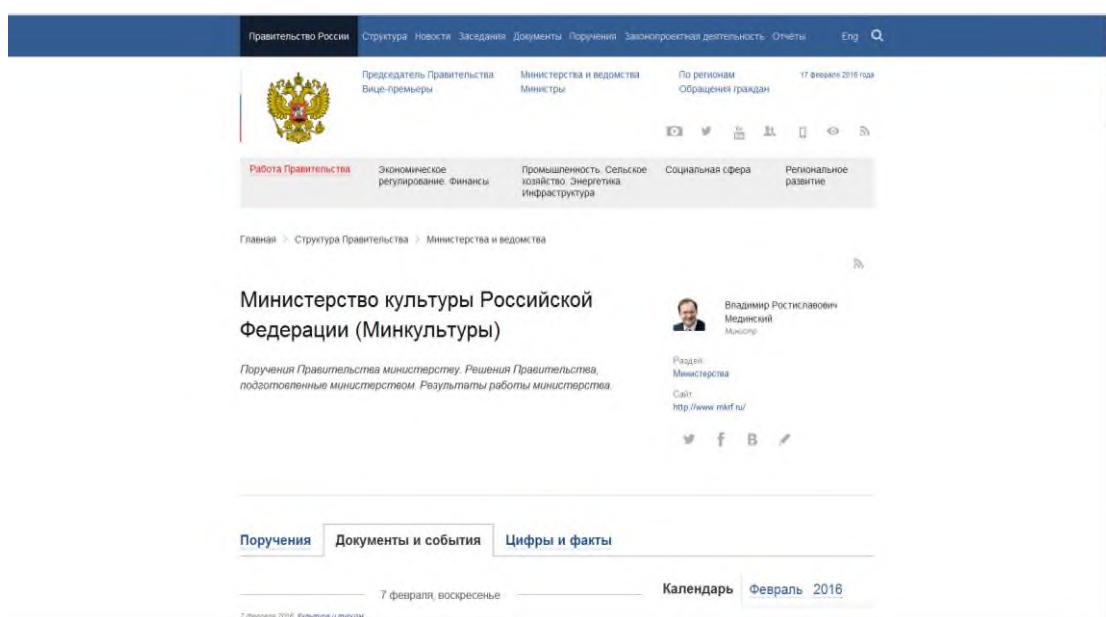 Правительство России Структура Новости Заседания Документы Поручения Законопроектная деятельность Отчёты Eng
Председатель Правительства Министерства и ведомства По регионам 17 февраля 2016 года
Вице-премьеры Министры Обращения граждан
Работа Правительства Экономическое Промышленность. Сельское Социальная сфера Региональное
регулирование. Финансы хозяйство. Энергетика. развитие
Инфраструктура
Главная > Структура Правительства > Министерства и ведомства
Министерство культуры Российской
Федерации (Минкультуры)
Поручения Правительства министерству. Решения Правительства,
подготовленные министерством. Результаты работы министерства.
Владимир Ростиславович
Мединский
Министр
Раздел:
Министерства
Сайт:
http://www.mkrf.ru/
Поручения Документы и события Цифры и факты
7 февраля, воскресенье
Календарь Февраль 2016
7 февраля 2016